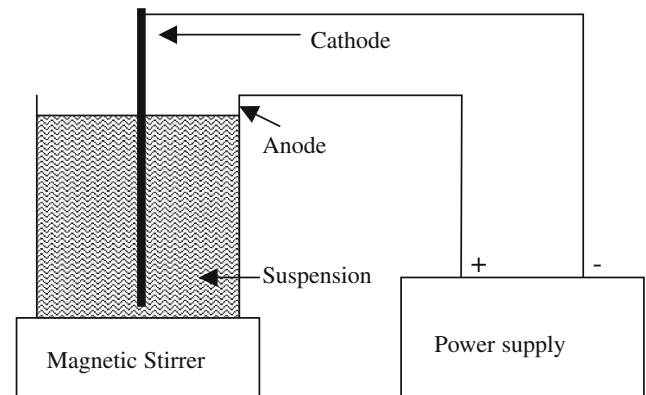 Cathode
Anode
Suspension
+ -
Magnetic Stirrer
Power supply